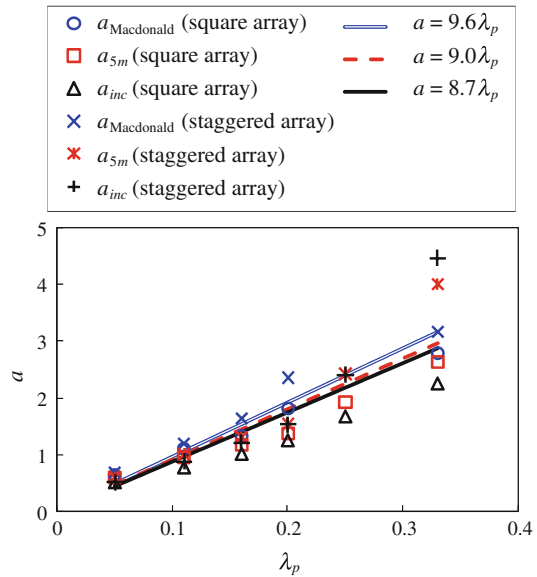 a_Macdonald (square array) a = 9.6λ_p
a_5m (square array) a = 9.0λ_p
a_inc (square array) a = 8.7λ_p
a_Macdonald (staggered array)
a_5m (staggered array)
a_inc (staggered array)
5
4
3
2
1
0
a
0 0.1 0.2 0.3 0.4
λ_p